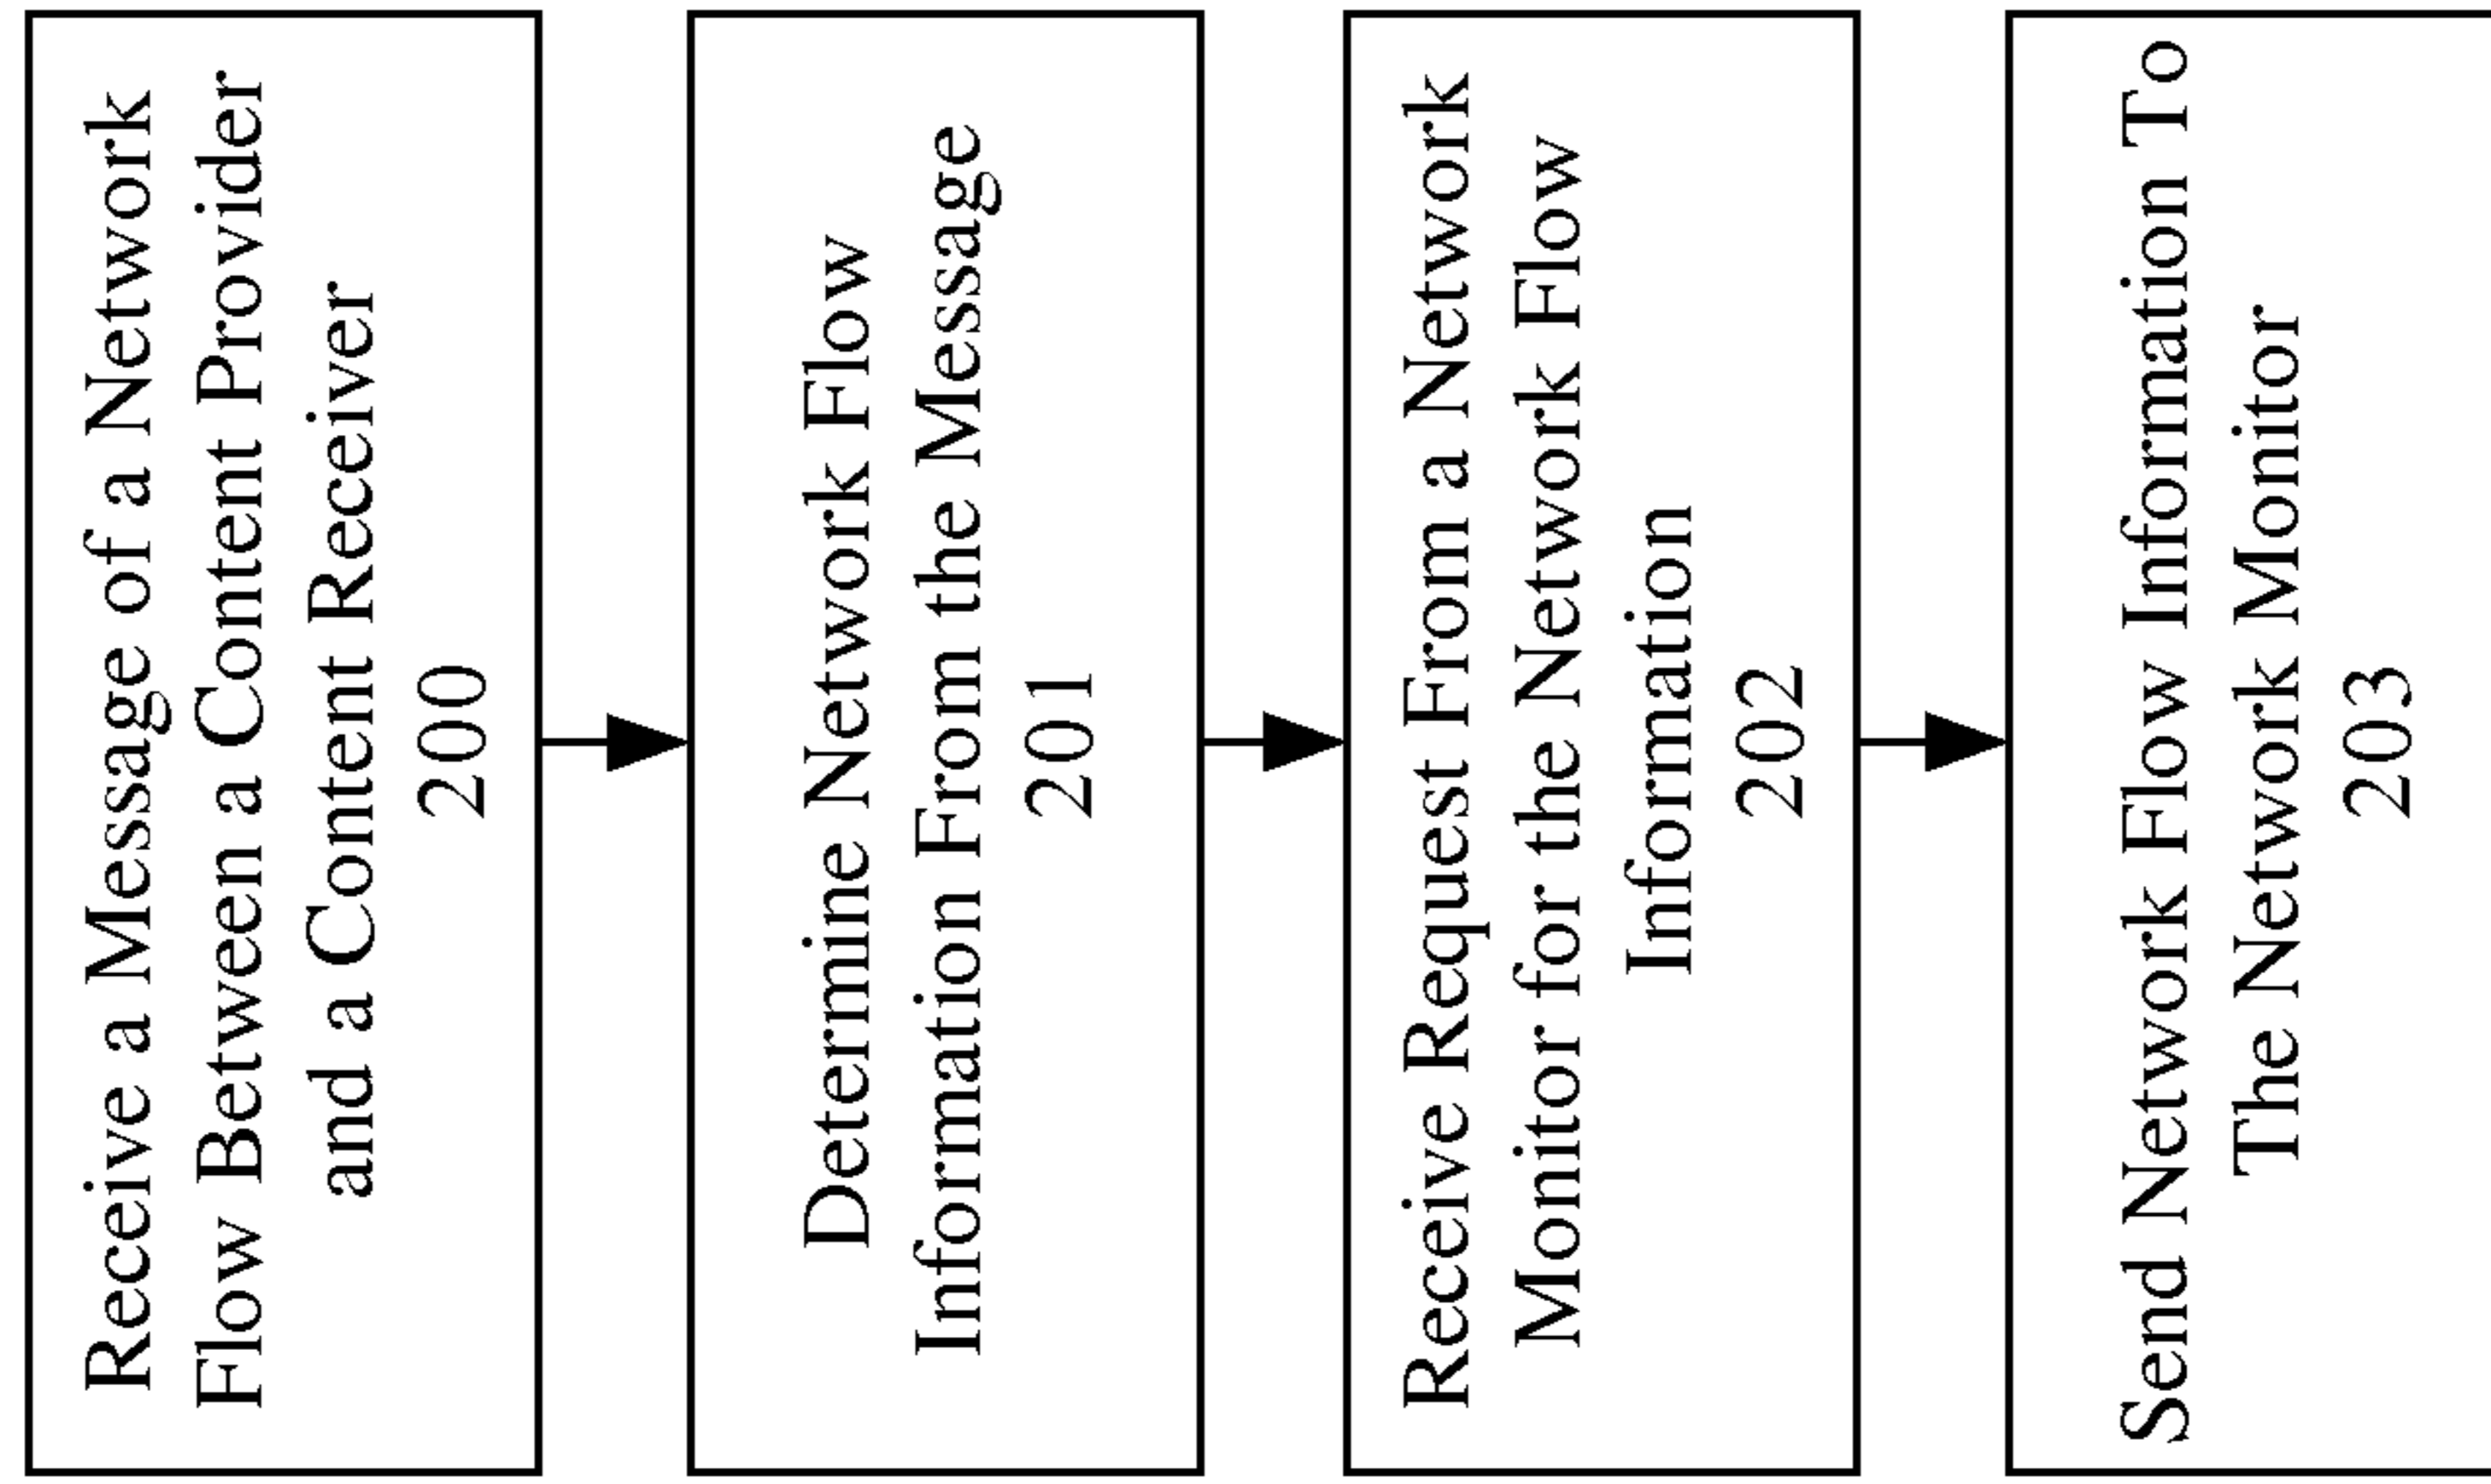 Receive a Message of a Network
Flow Between a Content Provider
and a Content Receiver
200
Determine Network Flow
Information From the Message
201
Receive Request From a Network
Monitor for the Network Flow
Information
202
Send Network Flow Information To
The Network Monitor
203